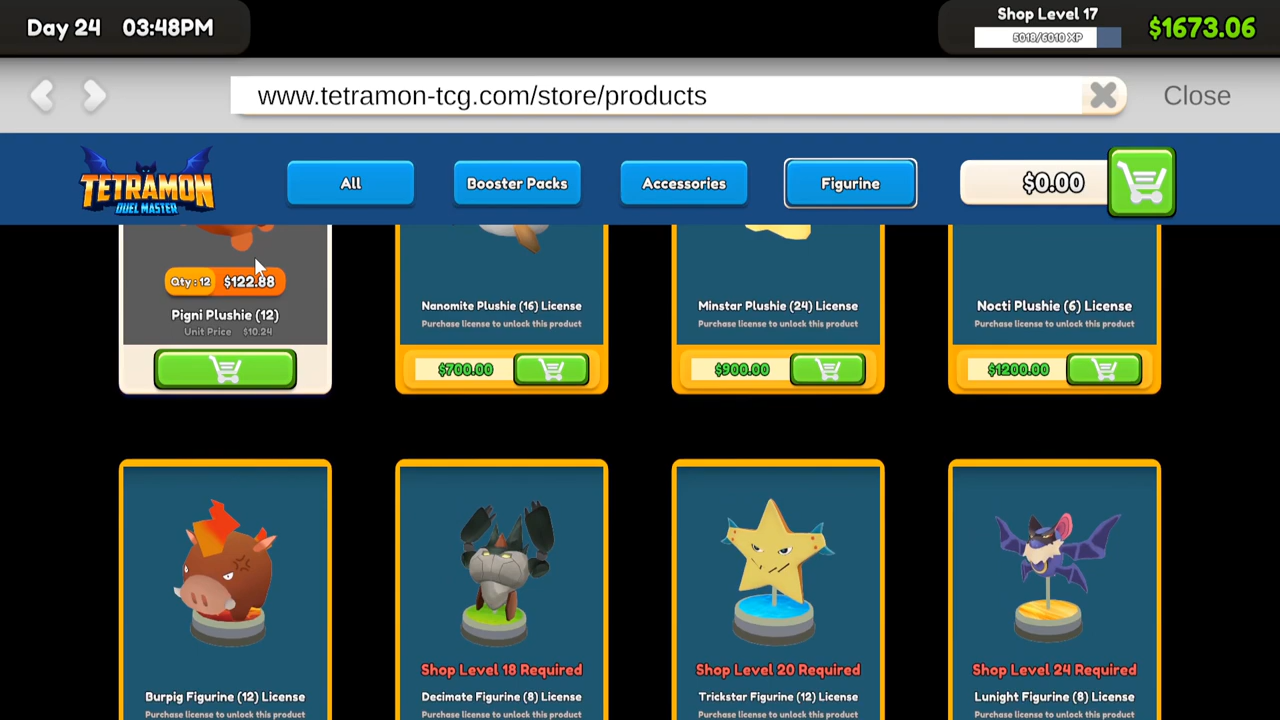 Day 24 03:48PM
Shop Level 17
5018/6010 XP
$1673.06
www.tetramon-tcg.com/store/products
Close
TETRAMON
DUEL MASTER
All
Booster Packs
Accessories
Figurine
$0.00
Qty : 12 $122.88
Pigni Plushie (12)
Unit Price $10.24
Nanomite Plushie (16) License
Purchase license to unlock this product
$700.00
Minstar Plushie (24) License
Purchase license to unlock this product
$900.00
Nocti Plushie (6) License
Purchase license to unlock this product
$1200.00
Burpig Figurine (12) License
Purchase license to unlock this product
Shop Level 18 Required
Decimate Figurine (8) License
Purchase license to unlock this product
Shop Level 20 Required
Trickstar Figurine (12) License
Purchase license to unlock this product
Shop Level 24 Required
Lunight Figurine (8) License
Purchase license to unlock this product